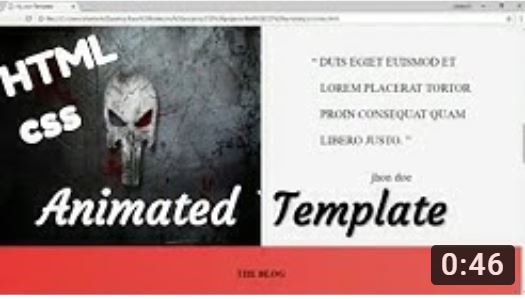 HTML
css
" DUIS EGIET EUISMOD ET
LOREM PLACERAT TORTOR
PROIN CONSEQUAT QUAM
LIBERO JUSTO. "
jhon doe
Animated Template
THE BLOG
0:46